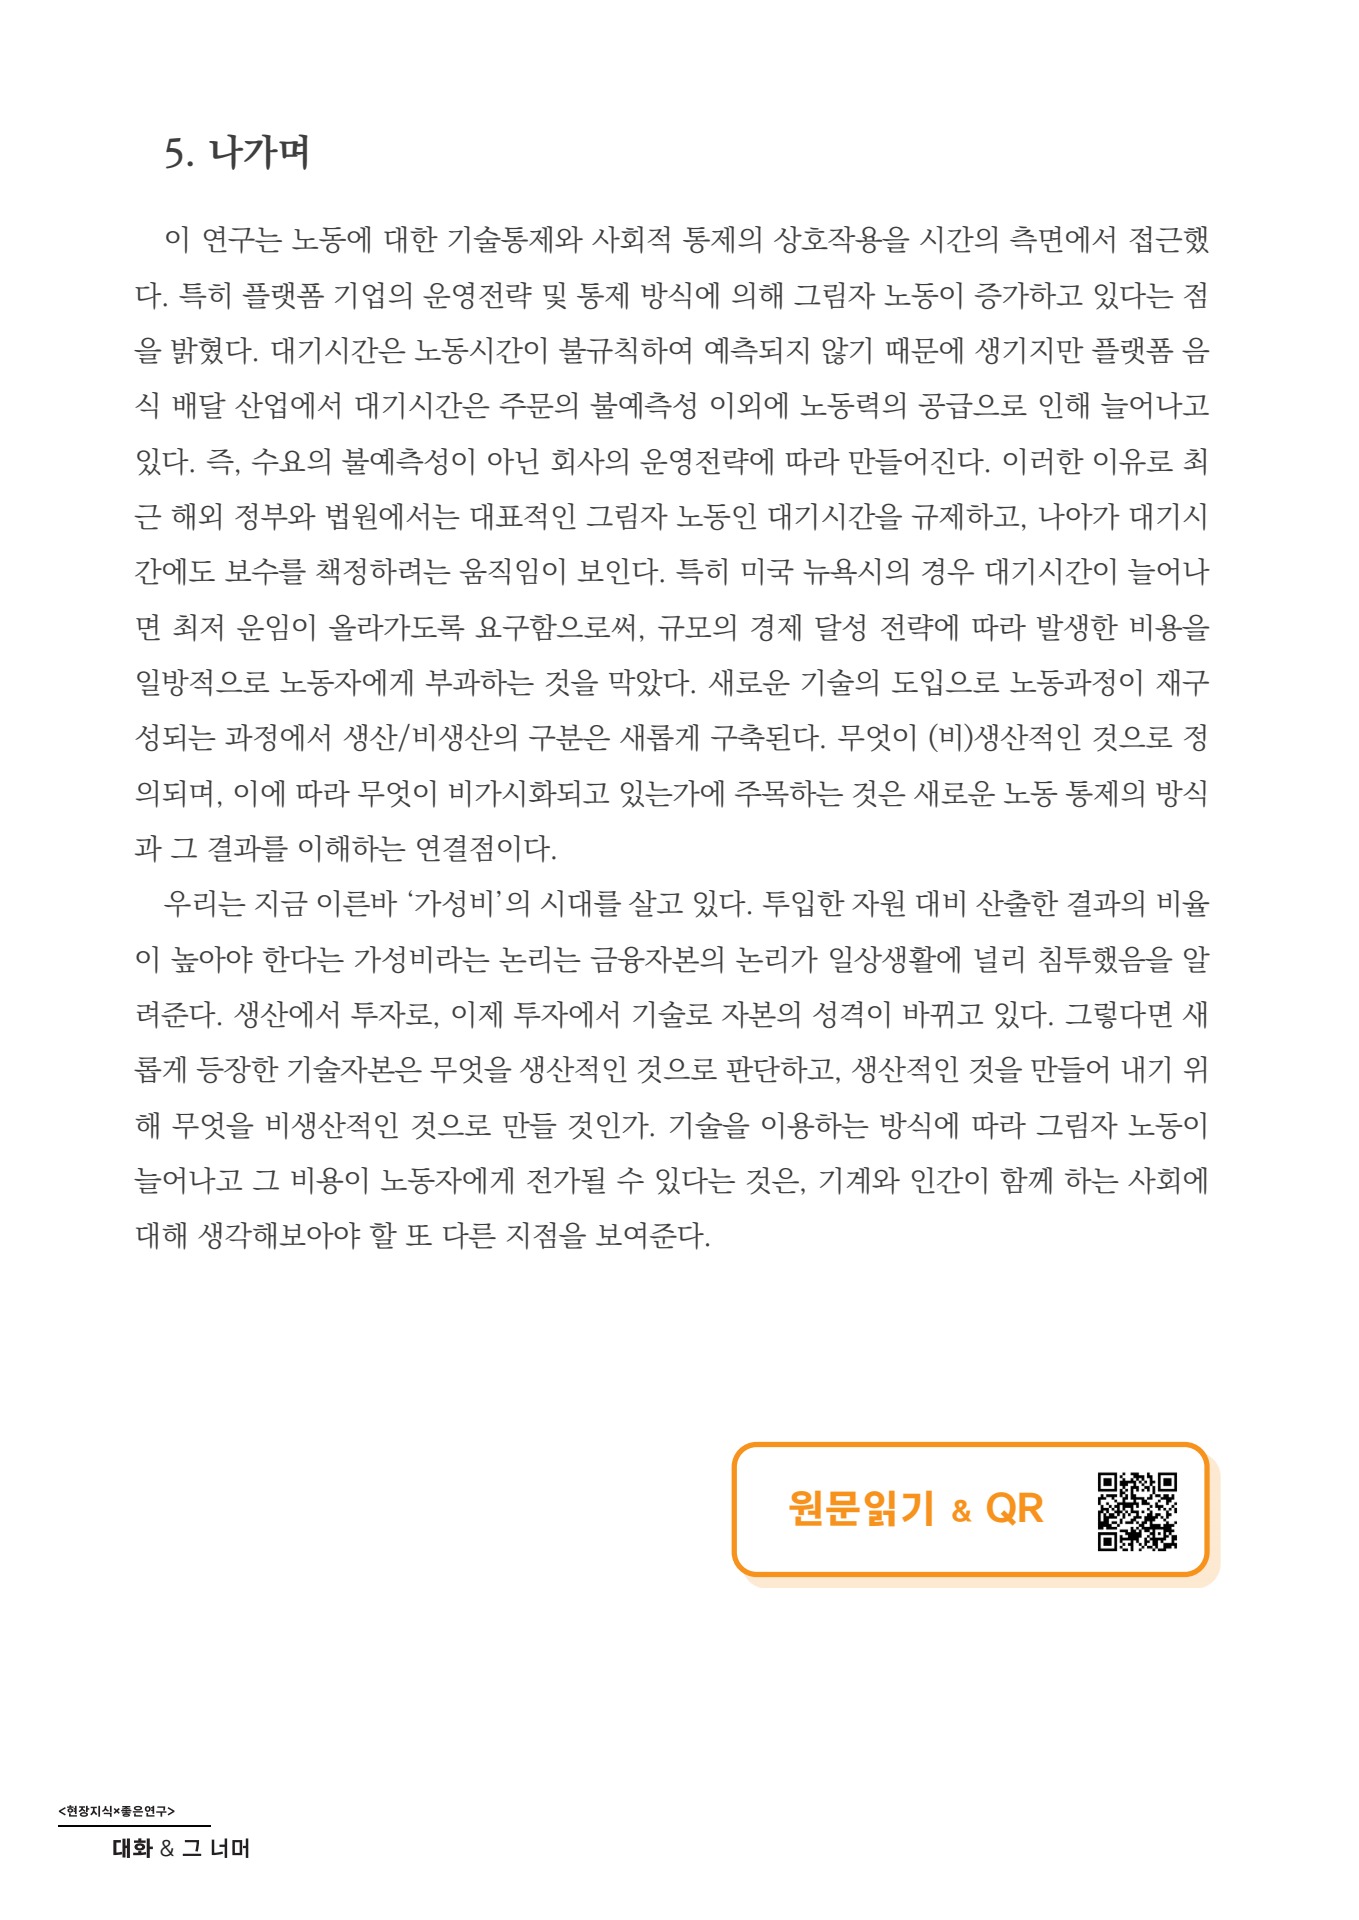 5. 나가며
이 연구는 노동에 대한 기술통제와 사회적 통제의 상호작용을 시간의 측면에서 접근했
다. 특히 플랫폼 기업의 운영전략 및 통제 방식에 의해 그림자 노동이 증가하고 있다는 점
을 밝혔다. 대기시간은 노동시간이 불규칙하여 예측되지 않기 때문에 생기지만 플랫폼 음
식 배달 산업에서 대기시간은 주문의 불예측성 이외에 노동력의 공급으로 인해 늘어나고
있다. 즉, 수요의 불예측성이 아닌 회사의 운영전략에 따라 만들어진다. 이러한 이유로 최
근 해외 정부와 법원에서는 대표적인 그림자 노동인 대기시간을 규제하고, 나아가 대기시
간에도 보수를 책정하려는 움직임이 보인다. 특히 미국 뉴욕시의 경우 대기시간이 늘어나
면 최저 운임이 올라가도록 요구함으로써, 규모의 경제 달성 전략에 따라 발생한 비용을
일방적으로 노동자에게 부과하는 것을 막았다. 새로운 기술의 도입으로 노동과정이 재구
성되는 과정에서 생산/비생산의 구분은 새롭게 구축된다. 무엇이 (비)생산적인 것으로 정
의되며, 이에 따라 무엇이 비가시화되고 있는가에 주목하는 것은 새로운 노동 통제의 방식
과 그 결과를 이해하는 연결점이다.
우리는 지금 이른바 ‘가성비’의 시대를 살고 있다. 투입한 자원 대비 산출한 결과의 비율
이 높아야 한다는 가성비라는 논리는 금융자본의 논리가 일상생활에 널리 침투했음을 알
려준다. 생산에서 투자로, 이제 투자에서 기술로 자본의 성격이 바뀌고 있다. 그렇다면 새
롭게 등장한 기술자본은 무엇을 생산적인 것으로 판단하고, 생산적인 것을 만들어 내기 위
해 무엇을 비생산적인 것으로 만들 것인가. 기술을 이용하는 방식에 따라 그림자 노동이
늘어나고 그 비용이 노동자에게 전가될 수 있다는 것은, 기계와 인간이 함께 하는 사회에
대해 생각해보아야 할 또 다른 지점을 보여준다.
원문읽기 & QR
<현장지식×좋은연구>
대화 & 그 너머